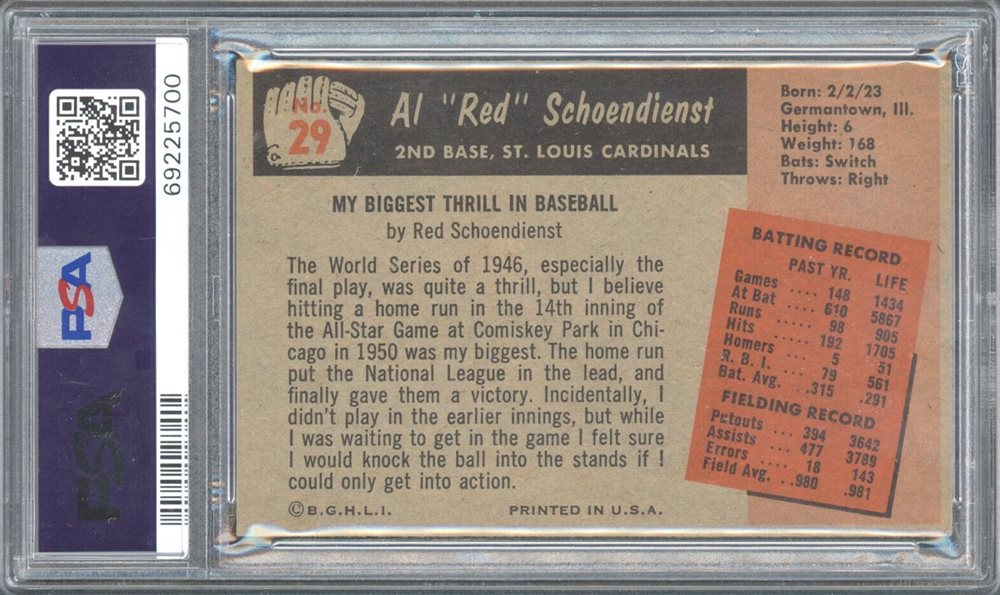 PSA
69225700
PSA
No.
29
Al "Red" Schoendienst
2ND BASE, ST. LOUIS CARDINALS
Born: 2/2/23
Germantown, Ill.
Height: 6
Weight: 168
Bats: Switch
Throws: Right
MY BIGGEST THRILL IN BASEBALL
by Red Schoendienst
The World Series of 1946, especially the
final play, was quite a thrill, but I believe
hitting a home run in the 14th inning of
the All-Star Game at Comiskey Park in Chi-
cago in 1950 was my biggest. The home run
put the National League in the lead, and
finally gave them a victory. Incidentally, I
didn't play in the earlier innings, but while
I was waiting to get in the game I felt sure
I would knock the ball into the stands if I
could only get into action.
©B.G.H.L.I. PRINTED IN U.S.A.
BATTING RECORD
PAST YR. LIFE
Games .... 148 1434
At Bat .... 610 5867
Runs ..... 98 905
Hits .... 192 1705
Homers ... 5 51
R. B. I. ... 79 561
Bat. Avg. .315 .291
FIELDING RECORD
Putouts ... 394 3642
Assists ... 477 3789
Errors .... 18 143
Field Avg. ..980 .981